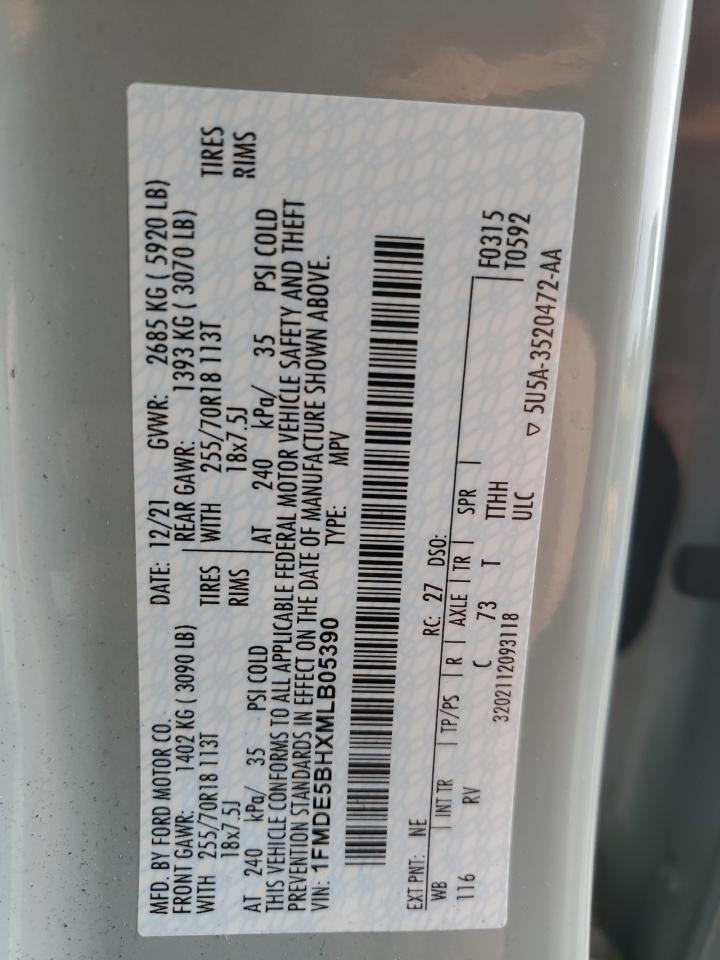 MFD. BY FORD MOTOR CO. DATE: 12/21 GVWR: 2685 KG ( 5920 LB)
FRONT GAWR: 1402 KG ( 3090 LB) REAR GAWR: 1393 KG ( 3070 LB)
WITH 255/70R18 113T TIRES WITH 255/70R18 113T TIRES
18x7.5J RIMS 18x7.5J RIMS
AT 240 kPa/ 35 PSI COLD AT 240 kPa/ 35 PSI COLD
THIS VEHICLE CONFORMS TO ALL APPLICABLE FEDERAL MOTOR VEHICLE SAFETY AND THEFT
PREVENTION STANDARDS IN EFFECT ON THE DATE OF MANUFACTURE SHOWN ABOVE.
VIN: 1FMDE5BHXMLB05390 TYPE: MPV
EXT PNT: NE RC: 27 DSO: F0315
WB INT TR TP/PS R AXLE TR SPR T0592
116 RV C 73 T TTHH
3202112093118 ULC ▽ 5U5A-3520472-AA